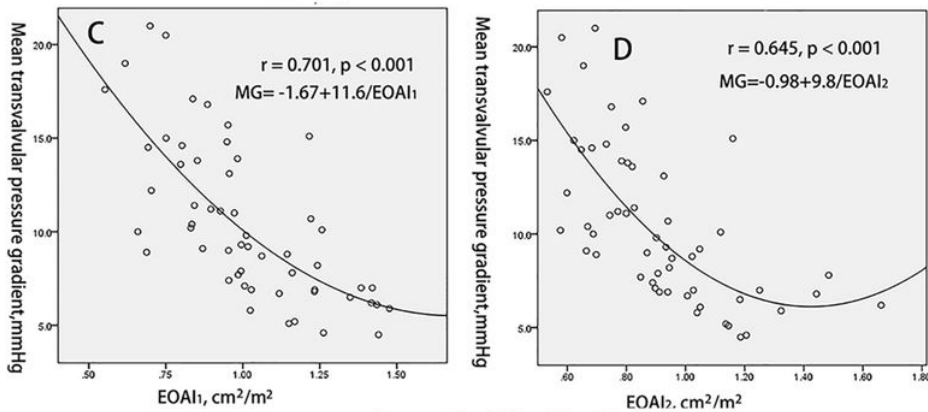 C
r = 0.701, p < 0.001
MG= -1.67+11.6/EOAI₁
Mean transvalvular pressure gradient,mmHg
20.0
15.0
10.0
5.0
.50
.75
1.00
1.25
1.50
EOAI₁, cm²/m²
D
r = 0.645, p < 0.001
MG=-0.98+9.8/EOAI₂
Mean transvalvular pressure gradient,mmHg
20.0
15.0
10.0
5.0
.60
.80
1.00
1.20
1.40
1.60
1.80
EOAI₂, cm²/m²